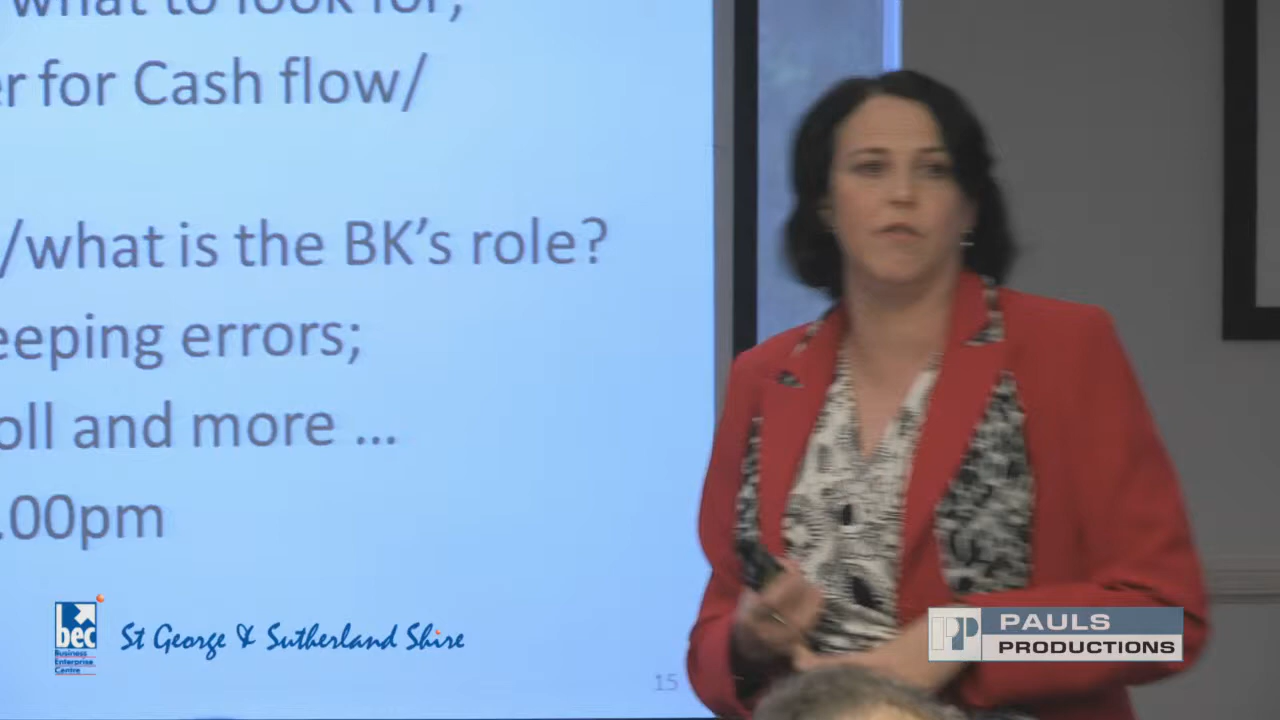 what to look for;
er for Cash flow/
/what is the BK's role?
eeping errors;
oll and more ...
.00pm
bec
Business
Enterprise
Centre
St George & Sutherland Shire
15
PAULS
PRODUCTIONS